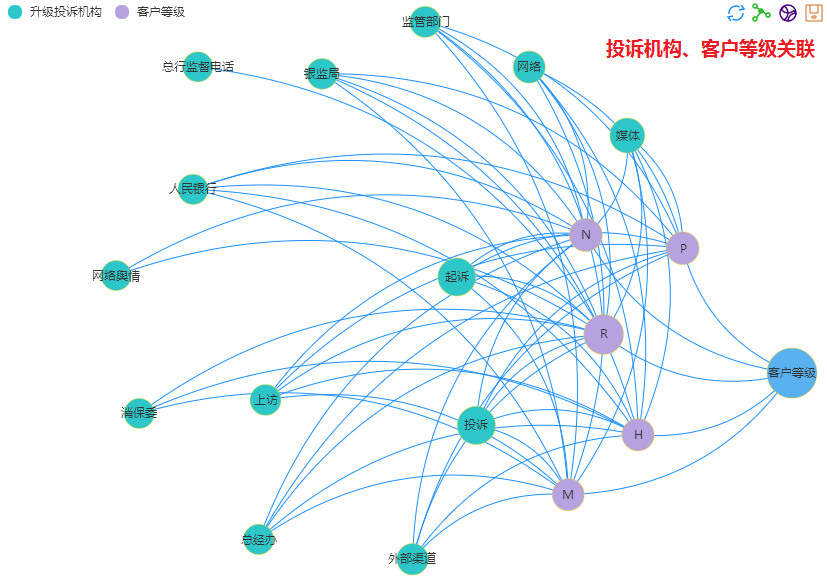 升级投诉机构 客户等级
投诉机构、客户等级关联
监管部门
总行监督电话
银监局
网络
媒体
人民银行
N
P
网络舆情
起诉
R
客户等级
消保委
上访
投诉
H
M
总经办
外部渠道